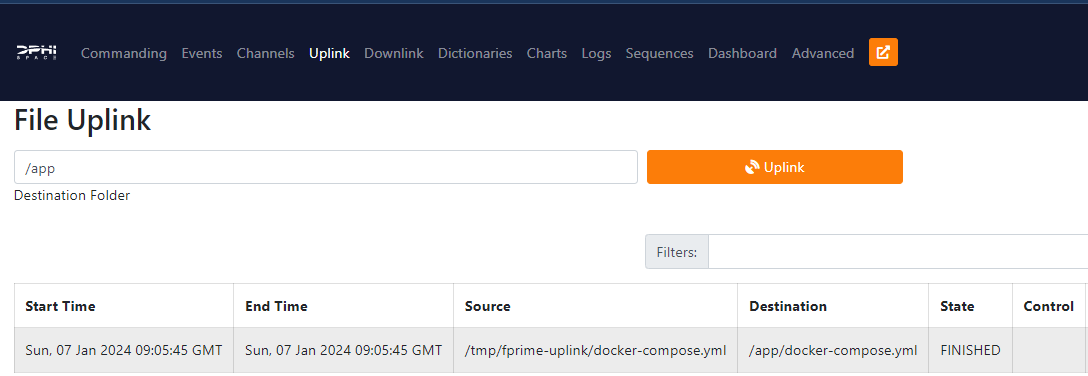 DPHI
SPACE
Commanding Events Channels Uplink Downlink Dictionaries Charts Logs Sequences Dashboard Advanced
File Uplink
/app Uplink
Destination Folder
Filters:
Start Time End Time Source Destination State Control
Sun, 07 Jan 2024 09:05:45 GMT Sun, 07 Jan 2024 09:05:45 GMT /tmp/fprime-uplink/docker-compose.yml /app/docker-compose.yml FINISHED